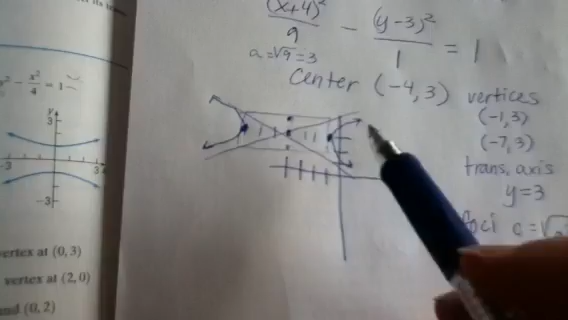 (x+4)²/9 − (y-3)²/1 = 1
a=√9=3
Center (-4,3)
vertices
(-1,3)
(-7,3)
trans. axis
y=3
foci c=√
− x²/4 = 1
y
3
-3
3
-3
vertex at (0, 3)
vertex at (2, 0)
and (0, 2)